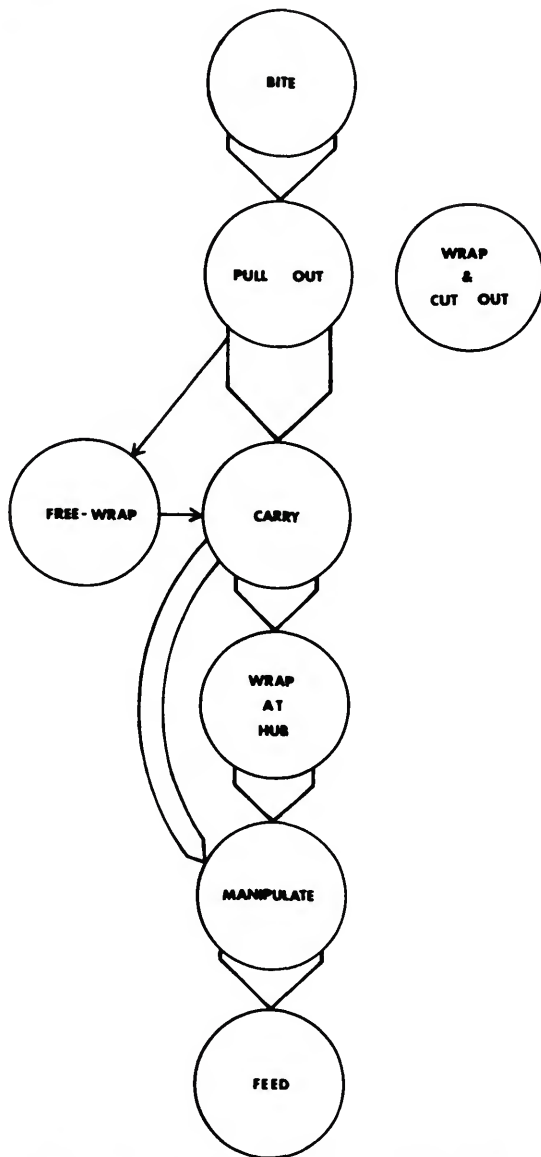 BITE
PULL OUT
WRAP
&
CUT OUT
FREE-WRAP
CARRY
WRAP
AT
HUB
MANIPULATE
FEED